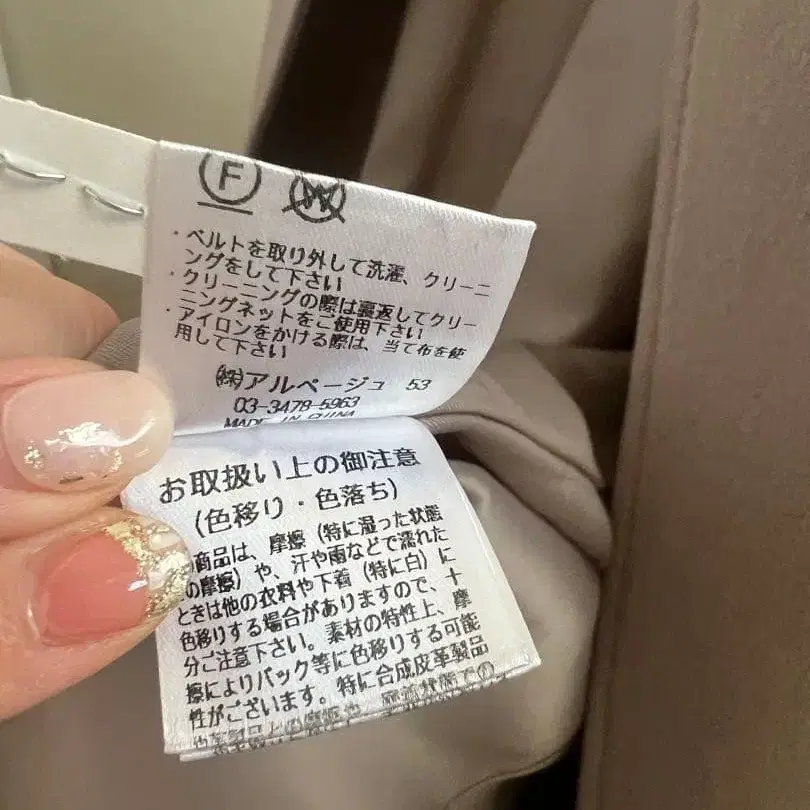 F W
・ベルトを取り外して洗濯、クリーニ
ングをして下さい
・クリーニングの際は裏返してクリー
ニングネットをご使用下さい
・アイロンをかける際は、当て布を使
用して下さい
㈱アルページュ 53
03-3478-5963
MADE IN CHINA
お取扱い上の御注意
(色移り・色落ち)
商品は、摩擦(特に湿った状態
の摩擦)や、汗や雨などで濡れた
ときは他の衣料や下着(特に白)に
色移りする場合がありますので、十
分ご注意下さい。素材の特性上、摩
擦によりバック等に色移りする可能
性がございます。特に合成皮革製品